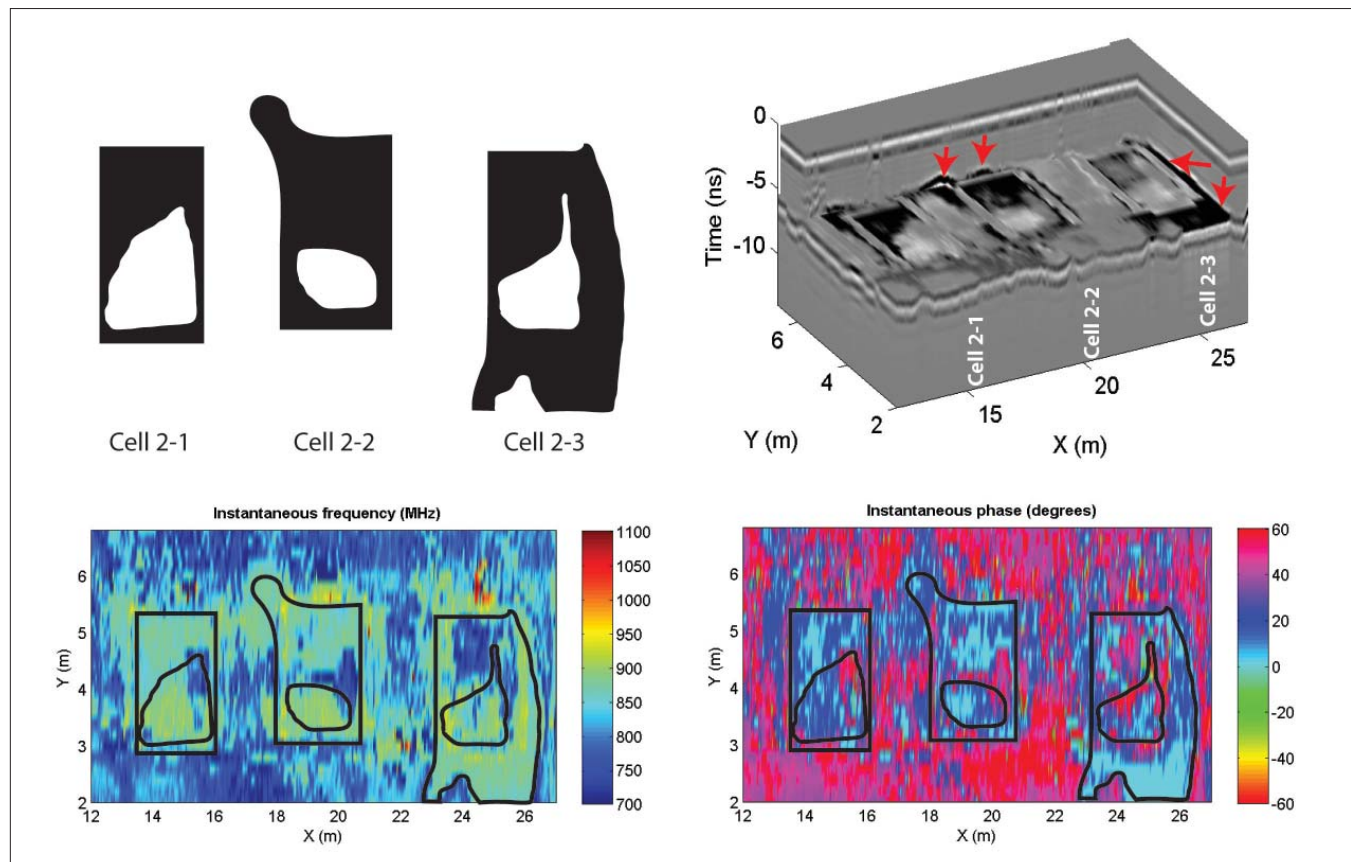 Cell 2-1
Cell 2-2
Cell 2-3
0
-5
-10
Time (ns)
6
4
2
Y (m)
15
20
25
X (m)
Cell 2-1
Cell 2-2
Cell 2-3
Instantaneous frequency (MHz)
6
5
4
3
2
Y (m)
12 14 16 18 20 22 24 26
X (m)
1100
1050
1000
950
900
850
800
750
700
Instantaneous phase (degrees)
6
5
4
3
2
Y (m)
12 14 16 18 20 22 24 26
X (m)
60
40
20
0
-20
-40
-60